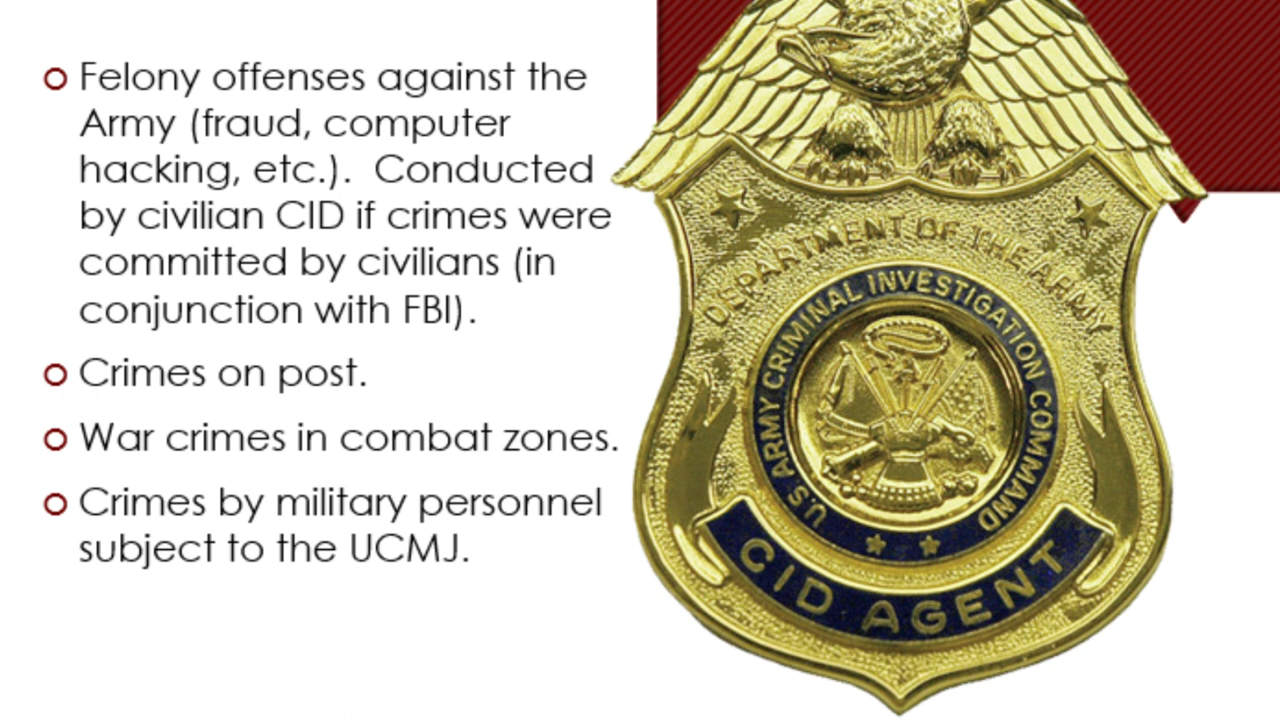 Felony offenses against the
Army (fraud, computer
hacking, etc.).  Conducted
by civilian CID if crimes were
committed by civilians (in
conjunction with FBI).
Crimes on post.
War crimes in combat zones.
Crimes by military personnel
subject to the UCMJ.
DEPARTMENT OF THE ARMY
U.S ARMY CRIMINAL INVESTIGATION COMMAND
CID AGENT